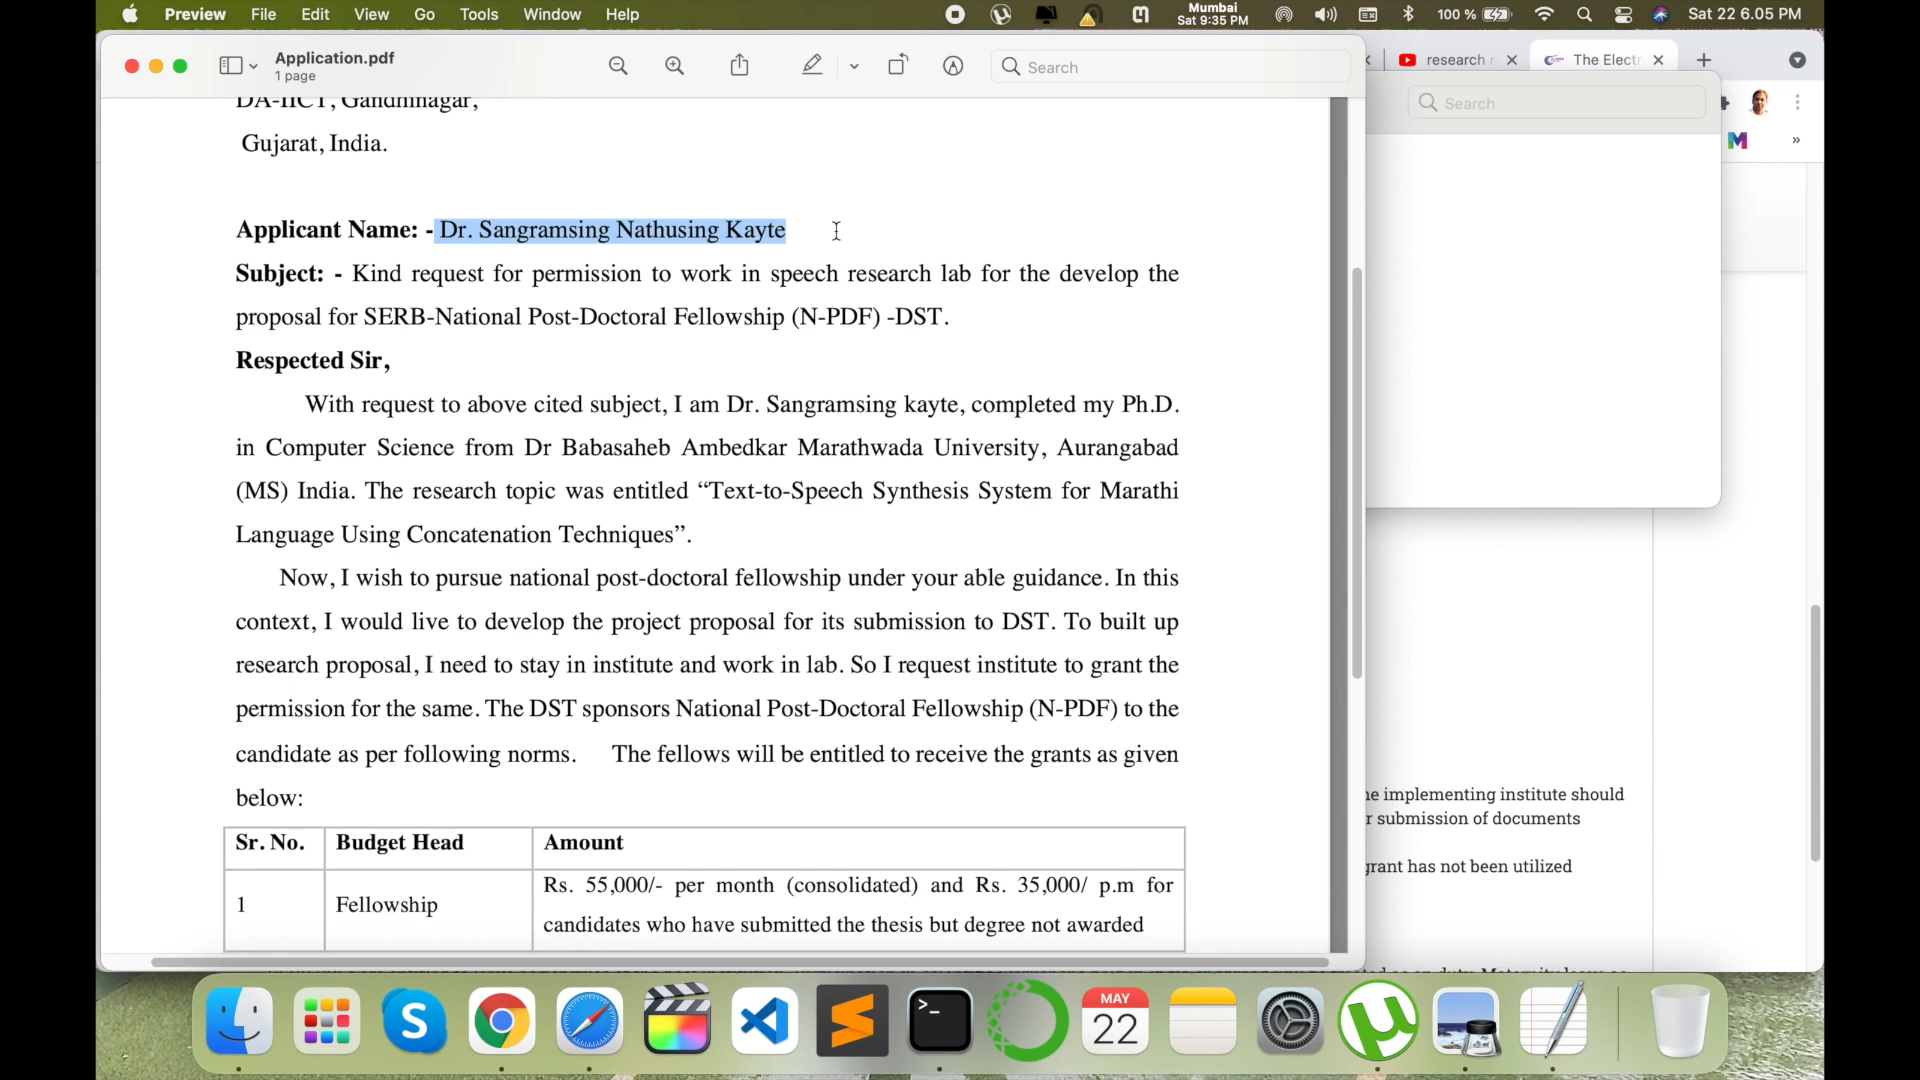 Preview File Edit View Go Tools Window Help
Mumbai
Sat 9:35 PM
100 %
Sat 22 6.05 PM
Application.pdf
1 page
Search
research
The Elect
Search
DA-IICT, Gandhinagar,
Gujarat, India.
Applicant Name: - Dr. Sangramsing Nathusing Kayte
Subject: - Kind request for permission to work in speech research lab for the develop the
proposal for SERB-National Post-Doctoral Fellowship (N-PDF) -DST.
Respected Sir,
With request to above cited subject, I am Dr. Sangramsing kayte, completed my Ph.D.
in Computer Science from Dr Babasaheb Ambedkar Marathwada University, Aurangabad
(MS) India. The research topic was entitled “Text-to-Speech Synthesis System for Marathi
Language Using Concatenation Techniques”.
Now, I wish to pursue national post-doctoral fellowship under your able guidance. In this
context, I would live to develop the project proposal for its submission to DST. To built up
research proposal, I need to stay in institute and work in lab. So I request institute to grant the
permission for the same. The DST sponsors National Post-Doctoral Fellowship (N-PDF) to the
candidate as per following norms. The fellows will be entitled to receive the grants as given
below:
Sr. No. Budget Head Amount
1 Fellowship Rs. 55,000/- per month (consolidated) and Rs. 35,000/ p.m for
candidates who have submitted the thesis but degree not awarded
implementing institute should
submission of documents
grant has not been utilized
MAY
22